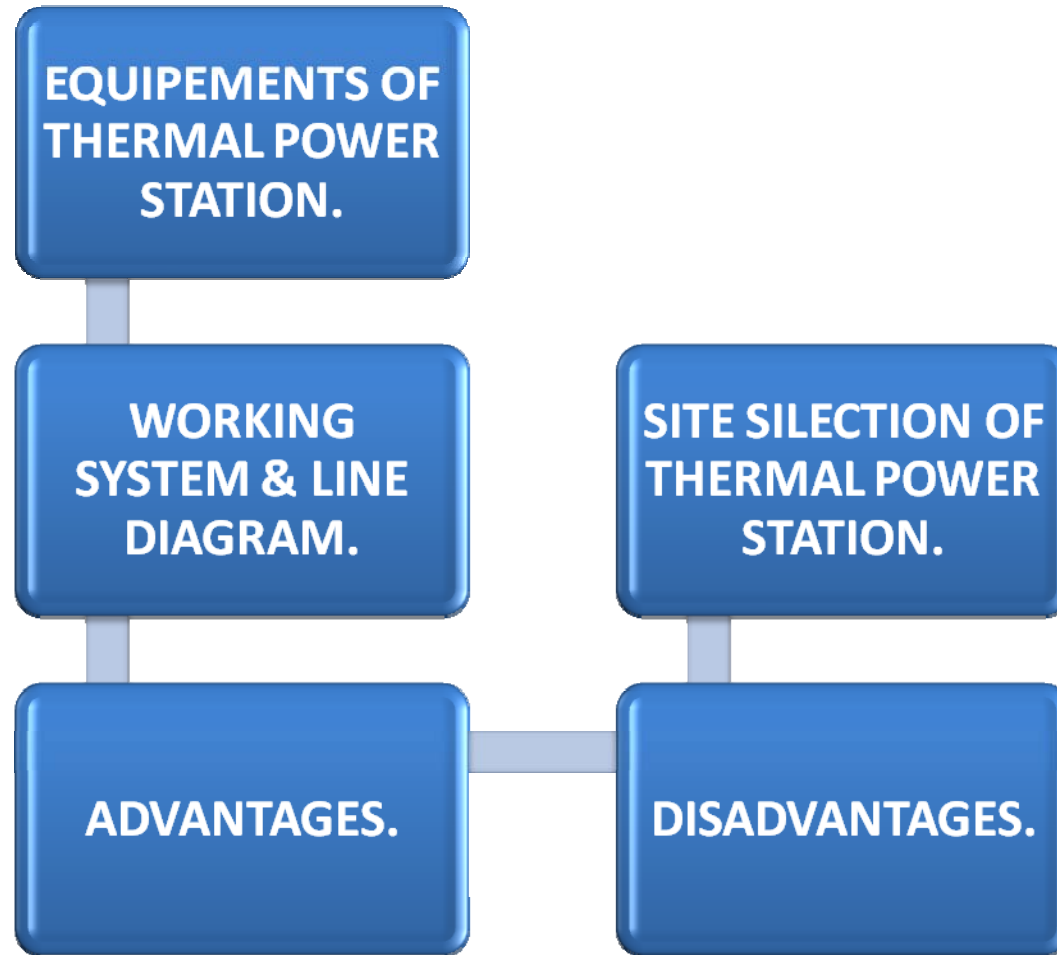 EQUIPEMENTS OF
THERMAL POWER
STATION.
WORKING
SYSTEM & LINE
DIAGRAM.
ADVANTAGES.
DISADVANTAGES.
SITE SILECTION OF
THERMAL POWER
STATION.